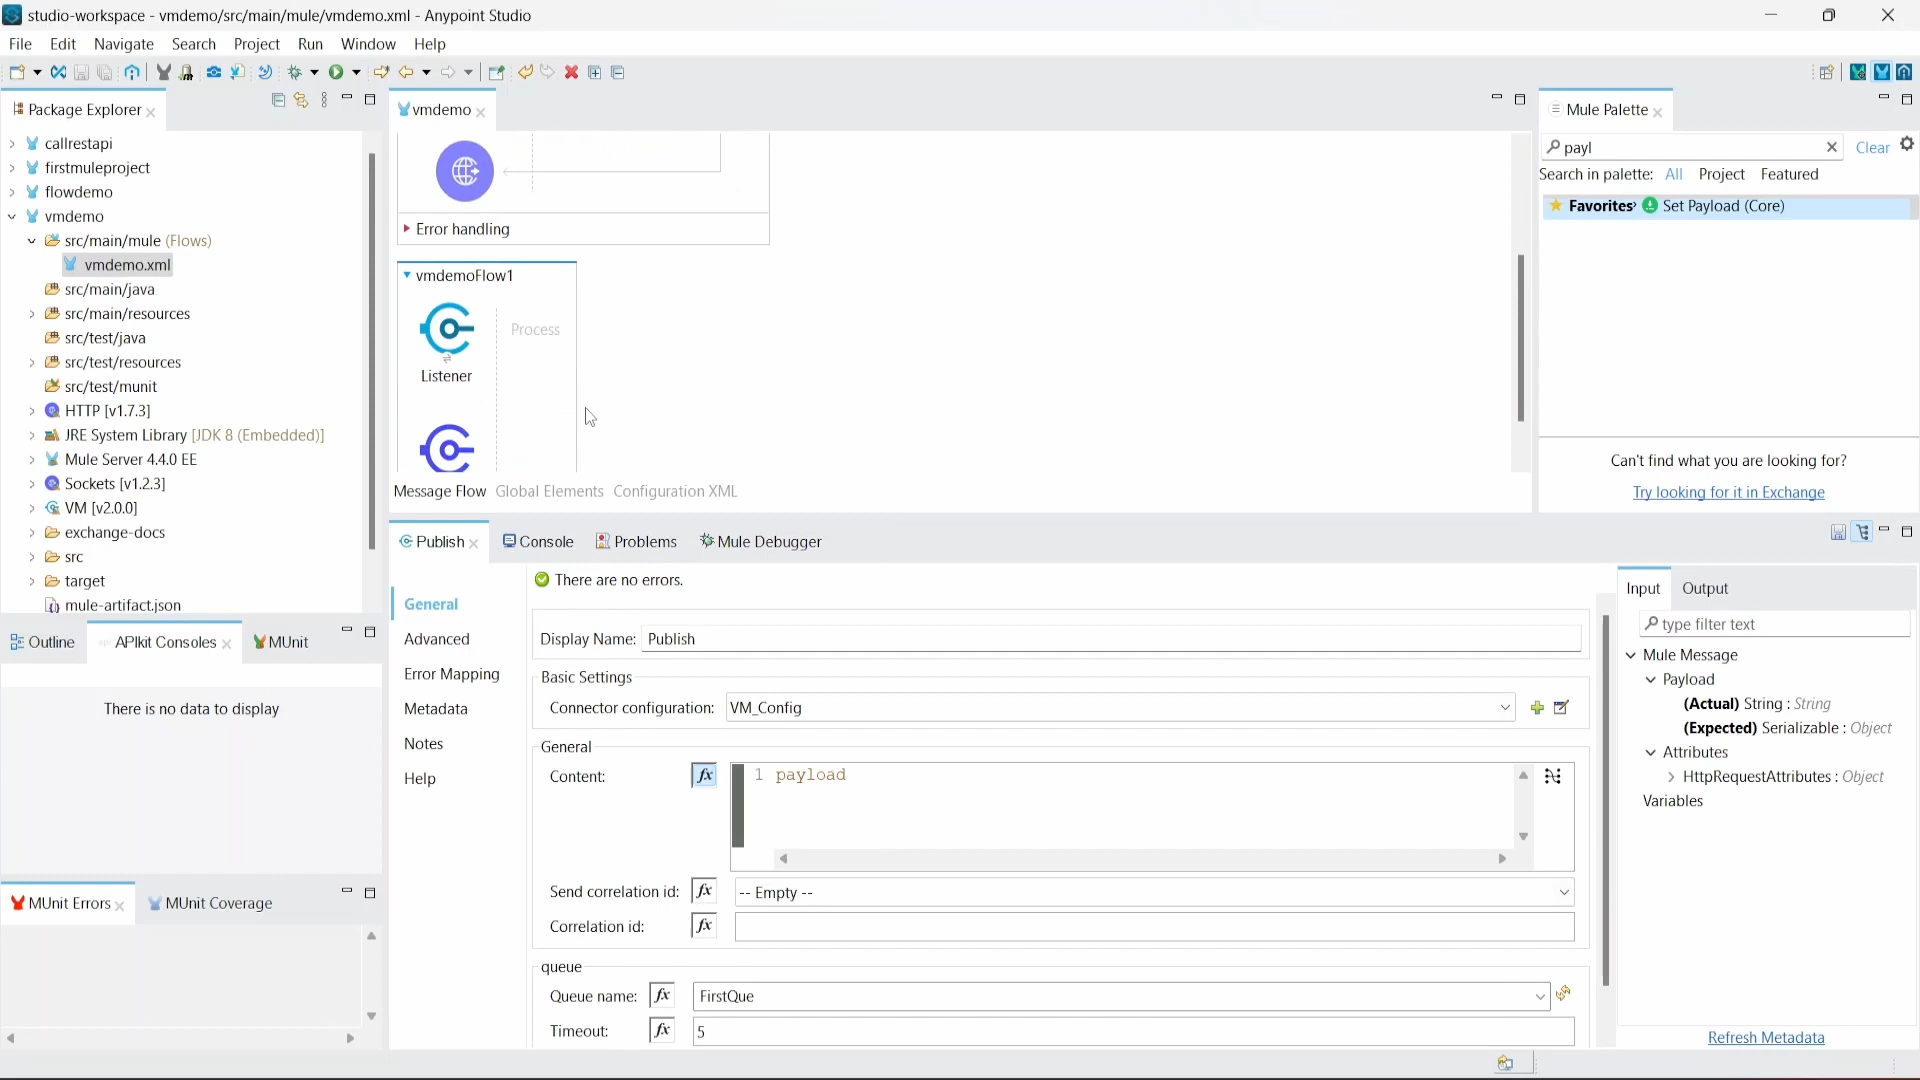 studio-workspace - vmdemo/src/main/mule/vmdemo.xml - Anypoint Studio
File Edit Navigate Search Project Run Window Help
Package Explorer
callrestapi
firstmuleproject
flowdemo
vmdemo
src/main/mule (Flows)
vmdemo.xml
src/main/java
src/main/resources
src/test/java
src/test/resources
src/test/munit
HTTP [v1.7.3]
JRE System Library [JDK 8 (Embedded)]
Mule Server 4.4.0 EE
Sockets [v1.2.3]
VM [v2.0.0]
exchange-docs
src
target
mule-artifact.json
Outline APIkit Consoles MUnit
There is no data to display
MUnit Errors MUnit Coverage
vmdemo
Error handling
vmdemoFlow1
Process
Listener
Message Flow Global Elements Configuration XML
Mule Palette
payl
Clear
Search in palette: All Project Featured
Favorites Set Payload (Core)
Can't find what you are looking for?
Try looking for it in Exchange
Publish Console Problems Mule Debugger
General
Advanced
Error Mapping
Metadata
Notes
Help
There are no errors.
Display Name: Publish
Basic Settings
Connector configuration: VM_Config
General
Content: fx 1 payload
Send correlation id: fx -- Empty --
Correlation id: fx
queue
Queue name: fx FirstQue
Timeout: fx 5
Input Output
type filter text
Mule Message
Payload
(Actual) String : String
(Expected) Serializable : Object
Attributes
HttpRequestAttributes : Object
Variables
Refresh Metadata